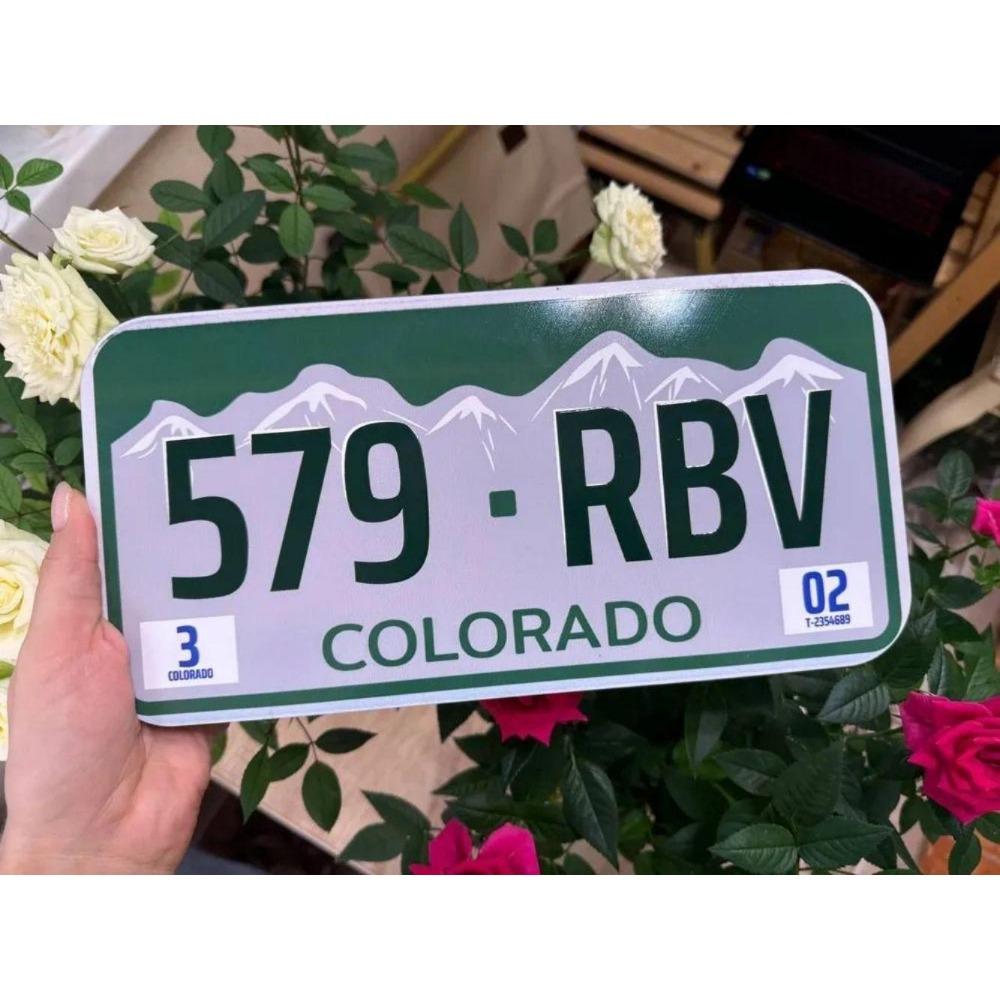 579 · RBV
3
COLORADO
COLORADO
02
T-2354689